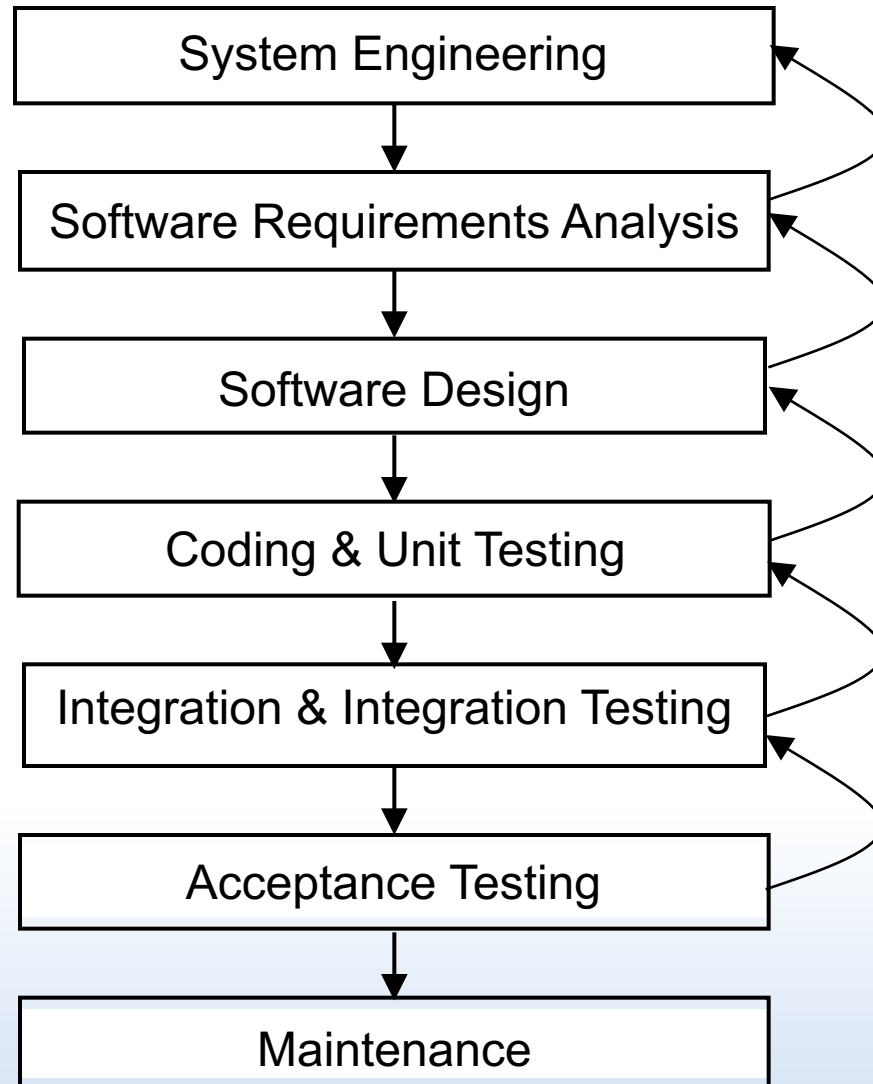 System Engineering
Software Requirements Analysis
Software Design
Coding & Unit Testing
Integration & Integration Testing
Acceptance Testing
Maintenance